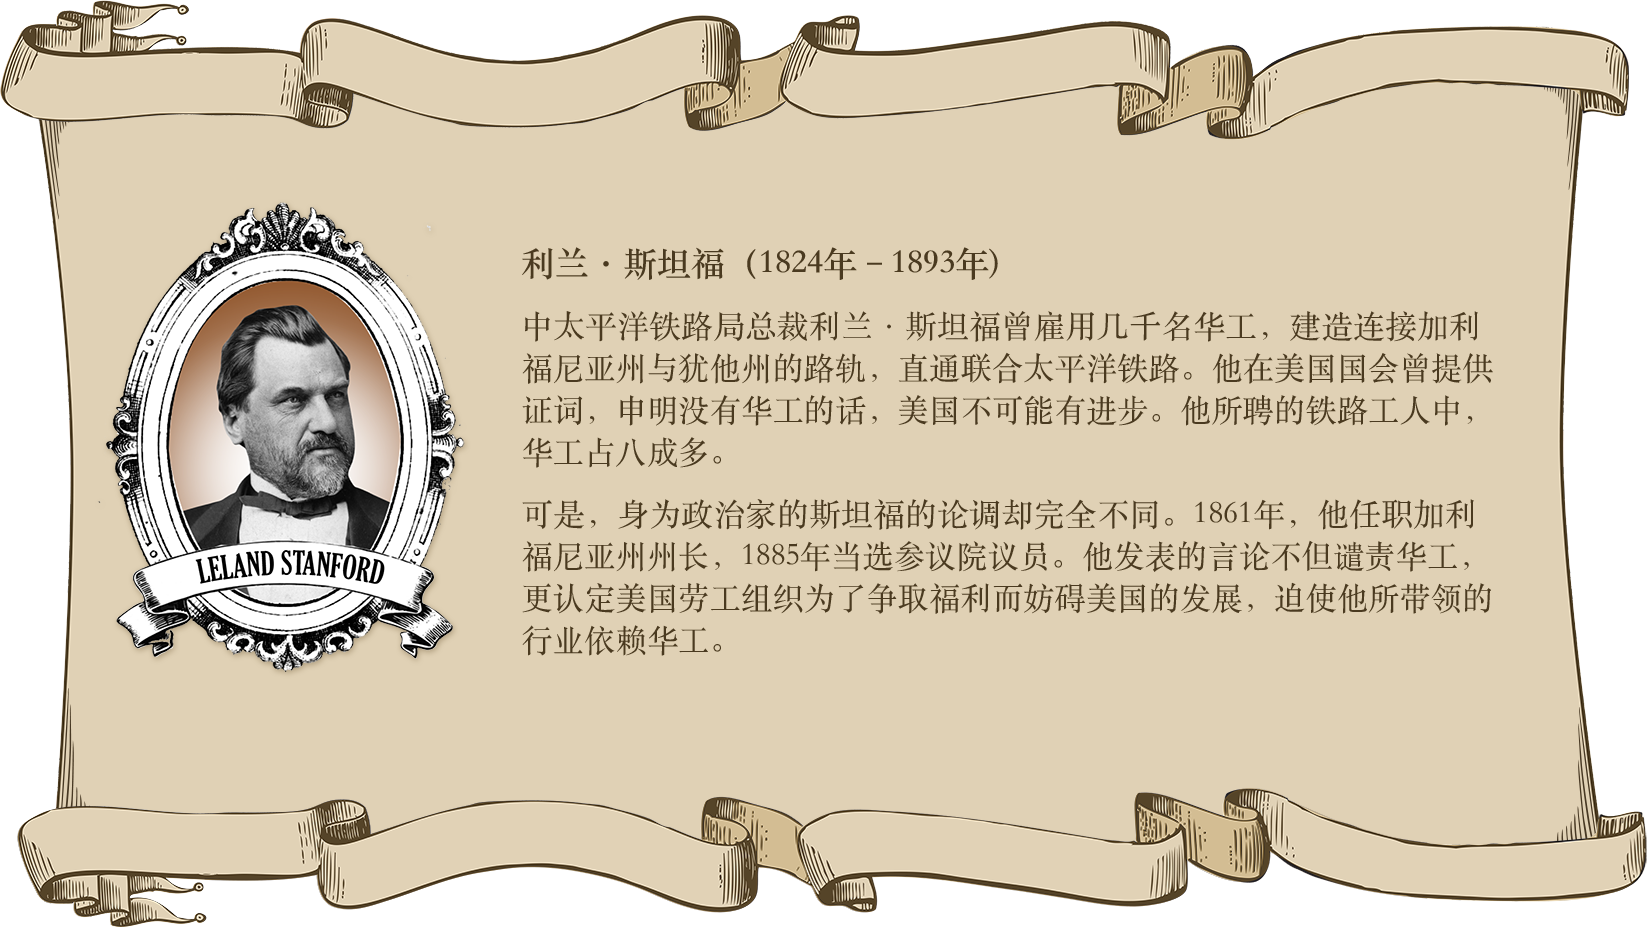 利兰·斯坦福（1824年－1893年）
中太平洋铁路局总裁利兰·斯坦福曾雇用几千名华工，建造连接加利
福尼亚州与犹他州的路轨，直通联合太平洋铁路。他在美国国会曾提供
证词，申明没有华工的话，美国不可能有进步。他所聘的铁路工人中，
华工占八成多。
可是，身为政治家的斯坦福的论调却完全不同。1861年，他任职加利
福尼亚州州长，1885年当选参议院议员。他发表的言论不但谴责华工，
更认定美国劳工组织为了争取福利而妨碍美国的发展，迫使他所带领的
行业依赖华工。
LELAND STANFORD